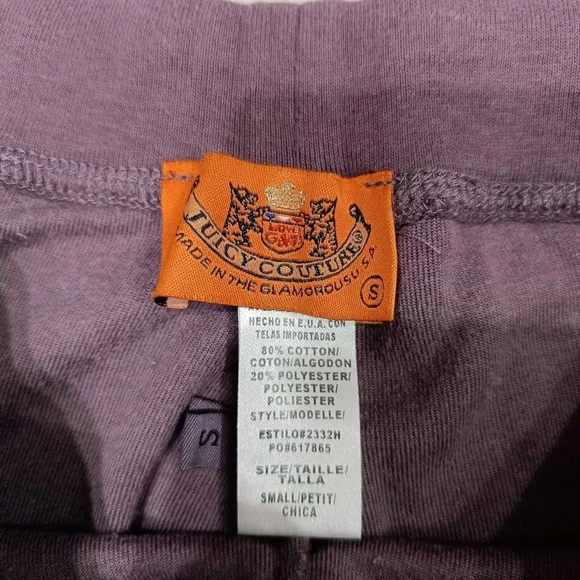 LOVE
G&P
JUICY COUTURE®
MADE IN THE GLAMOROUS U.S.A.
S
HECHO EN E.U.A. CON
TELAS IMPORTADAS
80% COTTON/
COTON/ALGODON
20% POLYESTER/
POLYESTER/
POLIESTER
STYLE/MODELLE/
ESTILO#2332H
PO#617865
SIZE/TAILLE/
TALLA
SMALL/PETIT/
CHICA
S